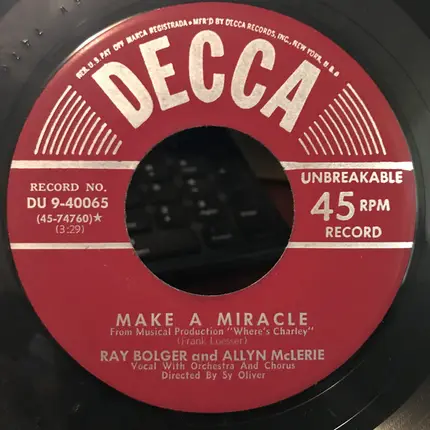 REG. U.S. PAT. OFF. MARCA REGISTRADA • MF'D BY DECCA RECORDS, INC., NEW YORK, U.S.A.
DECCA
RECORD NO.
DU 9-40065
(45-74760)★
(3:29)
UNBREAKABLE
45 RPM
RECORD
MAKE A MIRACLE
From Musical Production "Where's Charley"
(Frank Loesser)
RAY BOLGER and ALLYN McLERIE
Vocal With Orchestra And Chorus
Directed By Sy Oliver